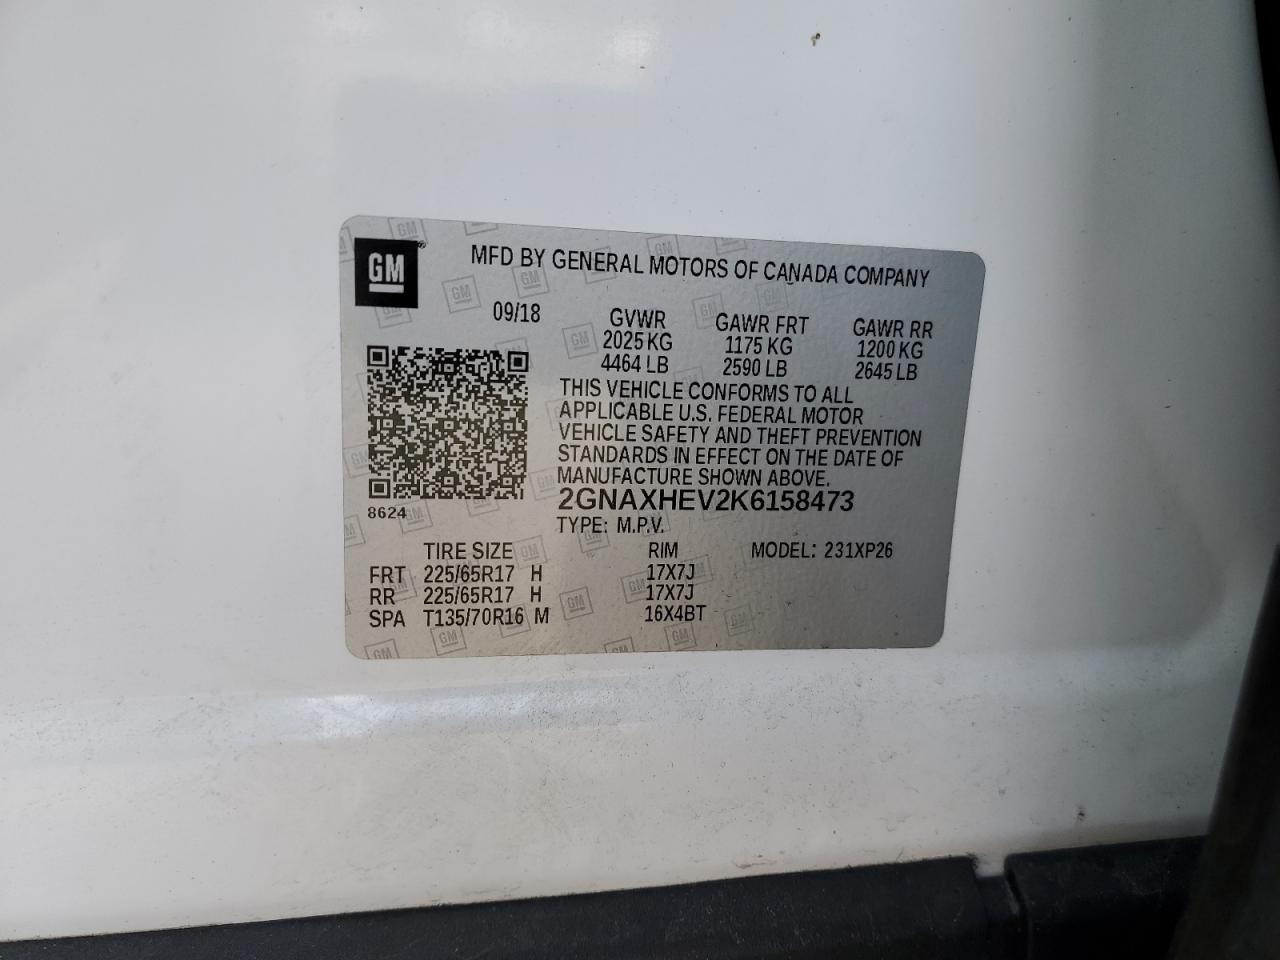 GM
MFD BY GENERAL MOTORS OF CANADA COMPANY
09/18 GVWR GAWR FRT GAWR RR
2025 KG 1175 KG 1200 KG
4464 LB 2590 LB 2645 LB
THIS VEHICLE CONFORMS TO ALL
APPLICABLE U.S. FEDERAL MOTOR
VEHICLE SAFETY AND THEFT PREVENTION
STANDARDS IN EFFECT ON THE DATE OF
MANUFACTURE SHOWN ABOVE.
2GNAXHEV2K6158473
8624
TYPE: M.P.V.
TIRE SIZE RIM MODEL: 231XP26
FRT 225/65R17 H 17X7J
RR 225/65R17 H 17X7J
SPA T135/70R16 M 16X4BT